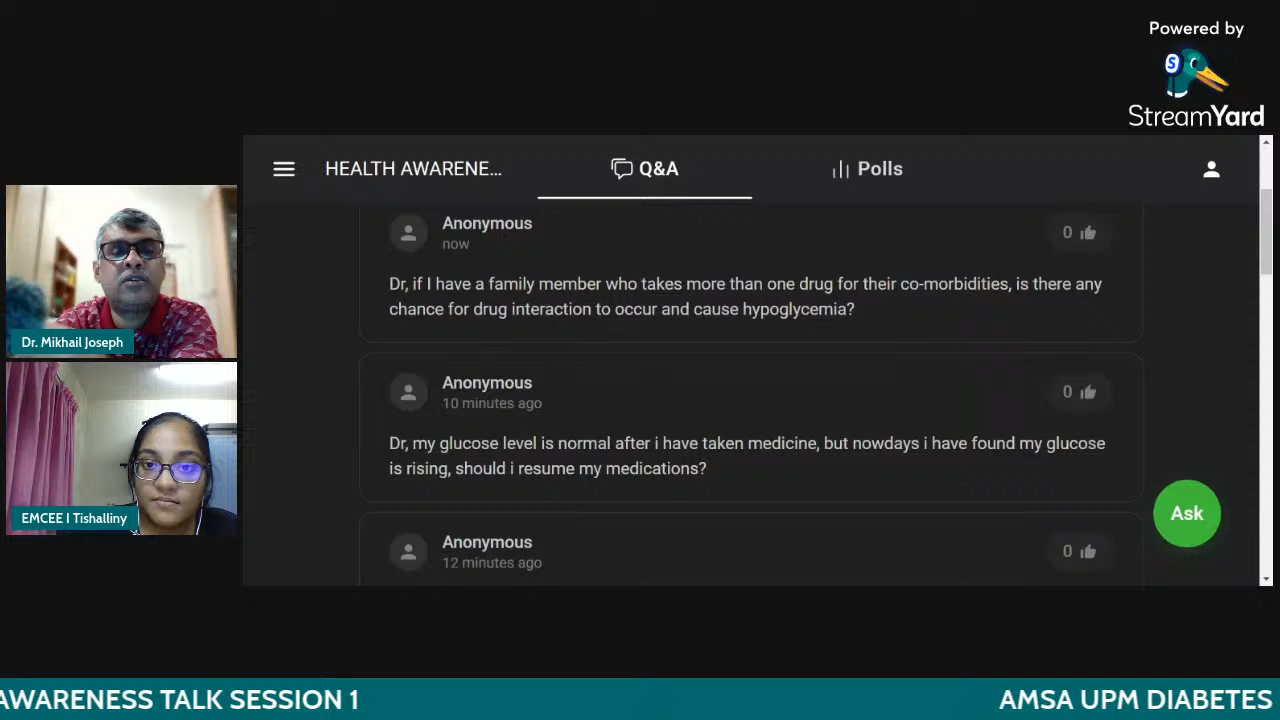 Powered by
StreamYard
HEALTH AWARENE...
Q&A
Polls
Anonymous
now
0
Dr, if I have a family member who takes more than one drug for their co-morbidities, is there any
chance for drug interaction to occur and cause hypoglycemia?
Anonymous
10 minutes ago
0
Dr, my glucose level is normal after i have taken medicine, but nowdays i have found my glucose
is rising, should i resume my medications?
Ask
Anonymous
12 minutes ago
0
Dr. Mikhail Joseph
EMCEE I Tishalliny
AWARENESS TALK SESSION 1
AMSA UPM DIABETES